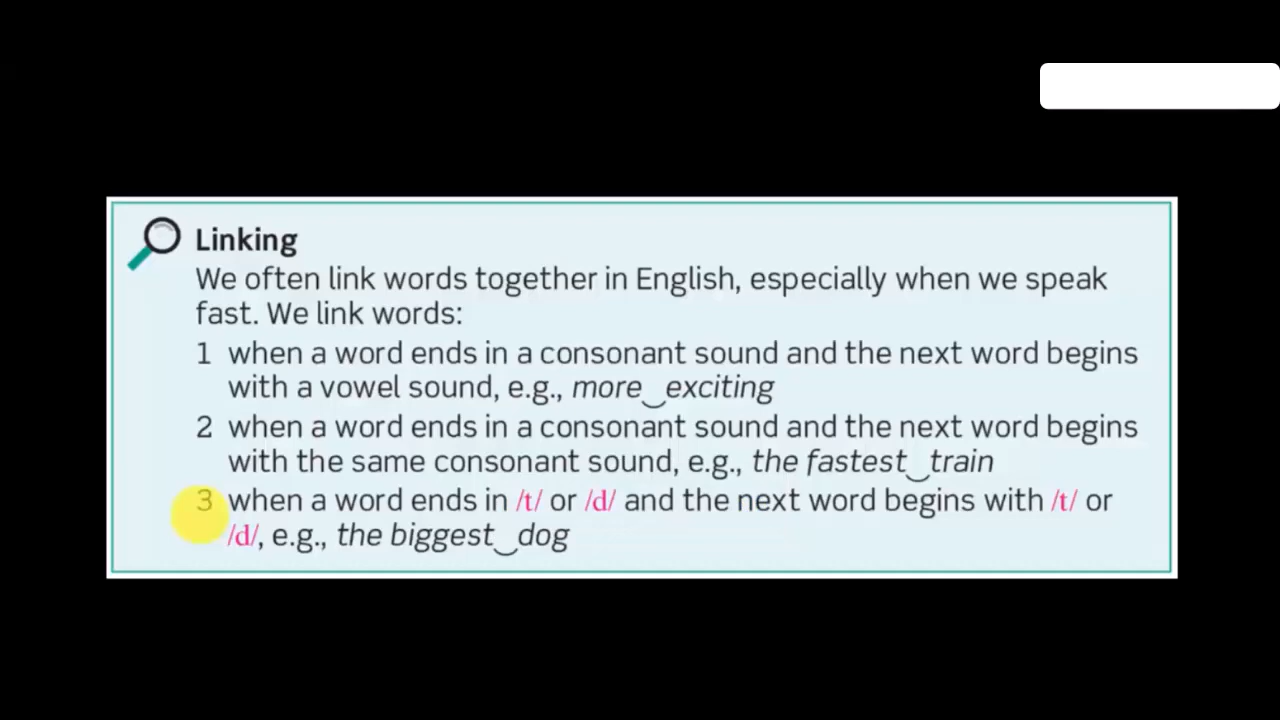 Linking
We often link words together in English, especially when we speak
fast. We link words:
1 when a word ends in a consonant sound and the next word begins
with a vowel sound, e.g., more‿exciting
2 when a word ends in a consonant sound and the next word begins
with the same consonant sound, e.g., the fastest‿train
3 when a word ends in /t/ or /d/ and the next word begins with /t/ or
/d/, e.g., the biggest‿dog